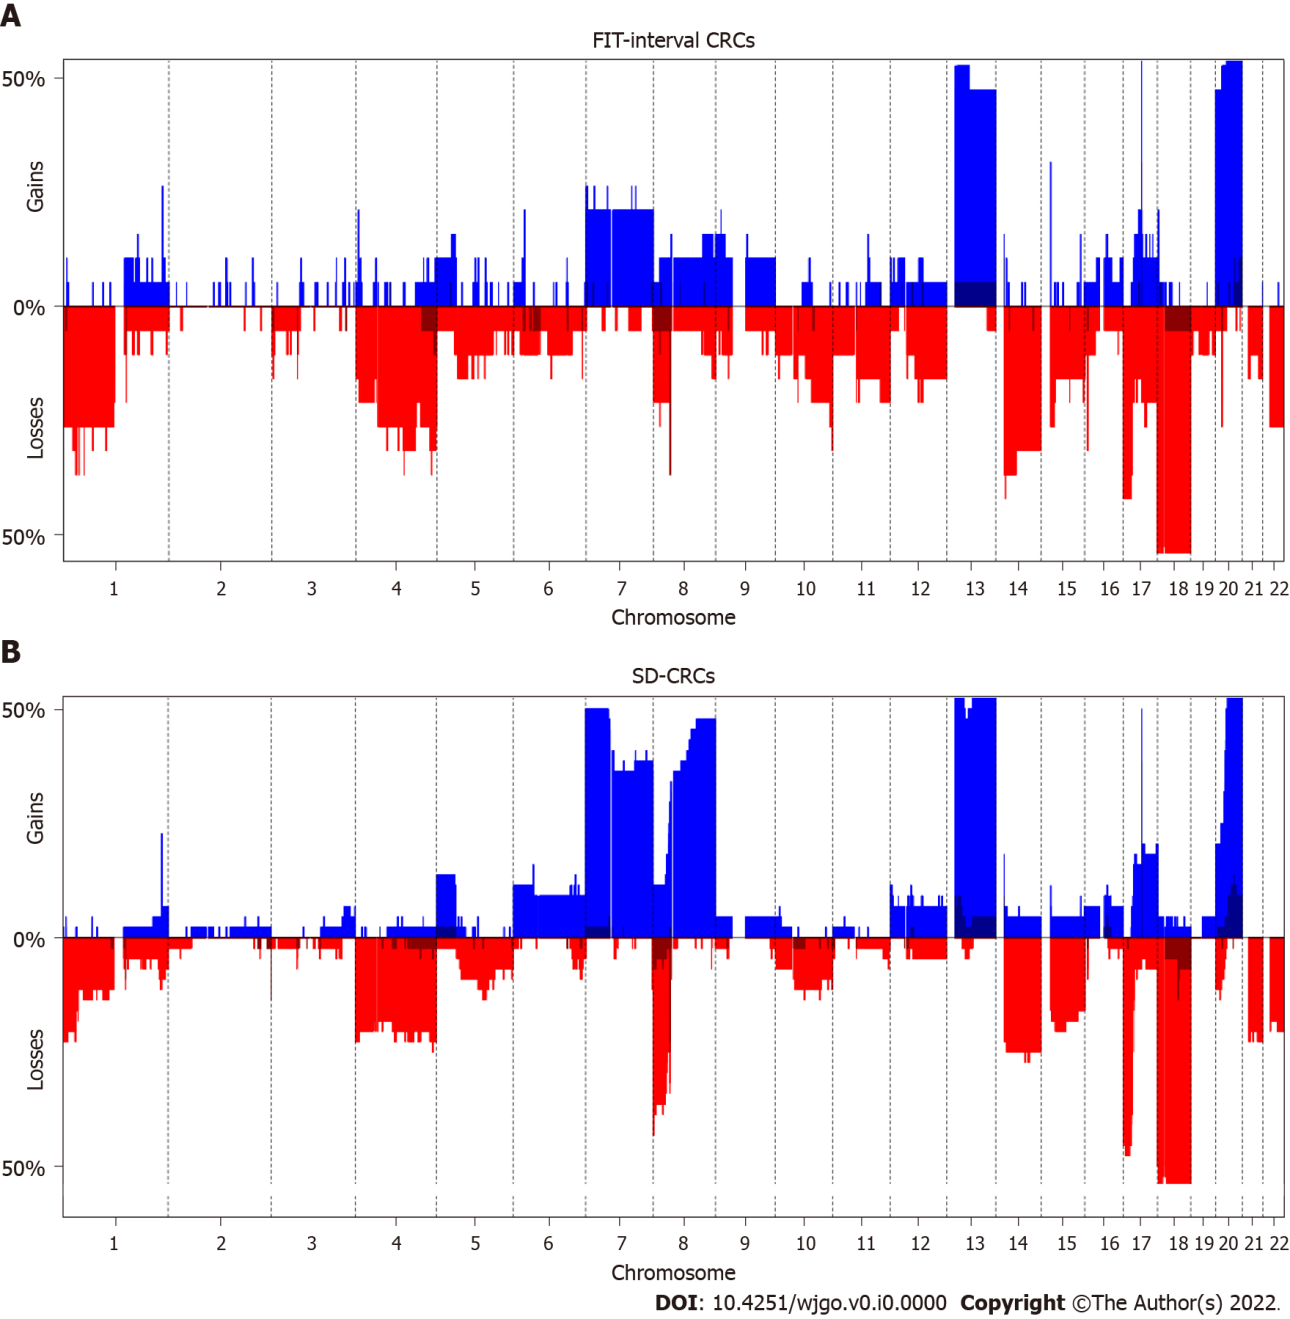 A
FIT-interval CRCs
50%
Gains
0%
Losses
50%
1 2 3 4 5 6 7 8 9 10 11 12 13 14 15 16 17 18 19 20 21 22
Chromosome
B
SD-CRCs
50%
Gains
0%
Losses
50%
1 2 3 4 5 6 7 8 9 10 11 12 13 14 15 16 17 18 19 20 21 22
Chromosome
DOI: 10.4251/wjgo.v0.i0.0000 Copyright ©The Author(s) 2022.